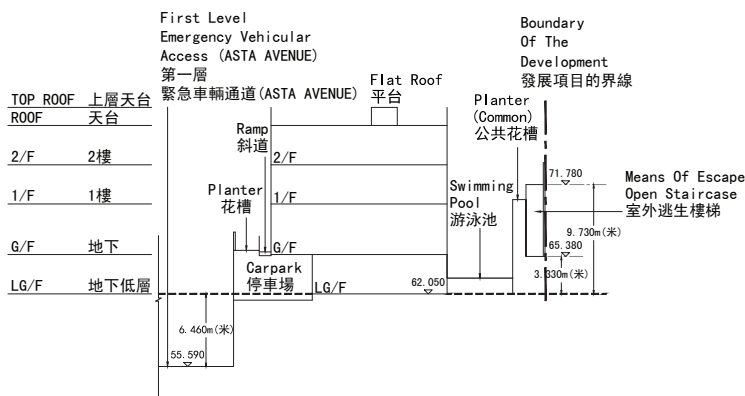 First Level
Emergency Vehicular
Access (ASTA AVENUE)
第一層
緊急車輛通道(ASTA AVENUE)
Boundary
Of The
Development
發展項目的界線
Flat Roof
平台
Planter
(Common)
公共花槽
TOP ROOF 上層天台
ROOF 天台
2/F 2樓
1/F 1樓
G/F 地下
LG/F 地下低層
Ramp
斜道
Planter
花槽
2/F
1/F
G/F
Carpark
停車場
LG/F
Swimming
Pool
游泳池
62.050
71.780
Means Of Escape
Open Staircase
室外逃生樓梯
9.730m(米)
65.380
3.330m(米)
6.460m(米)
55.590